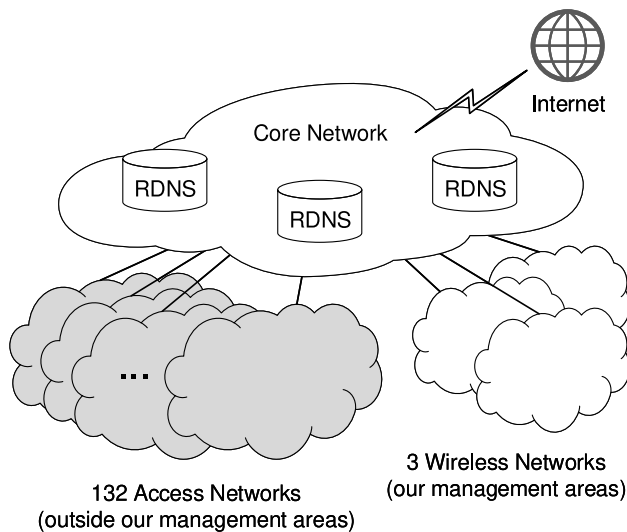 Internet
Core Network
RDNS
RDNS
RDNS
...
3 Wireless Networks
(our management areas)
132 Access Networks
(outside our management areas)